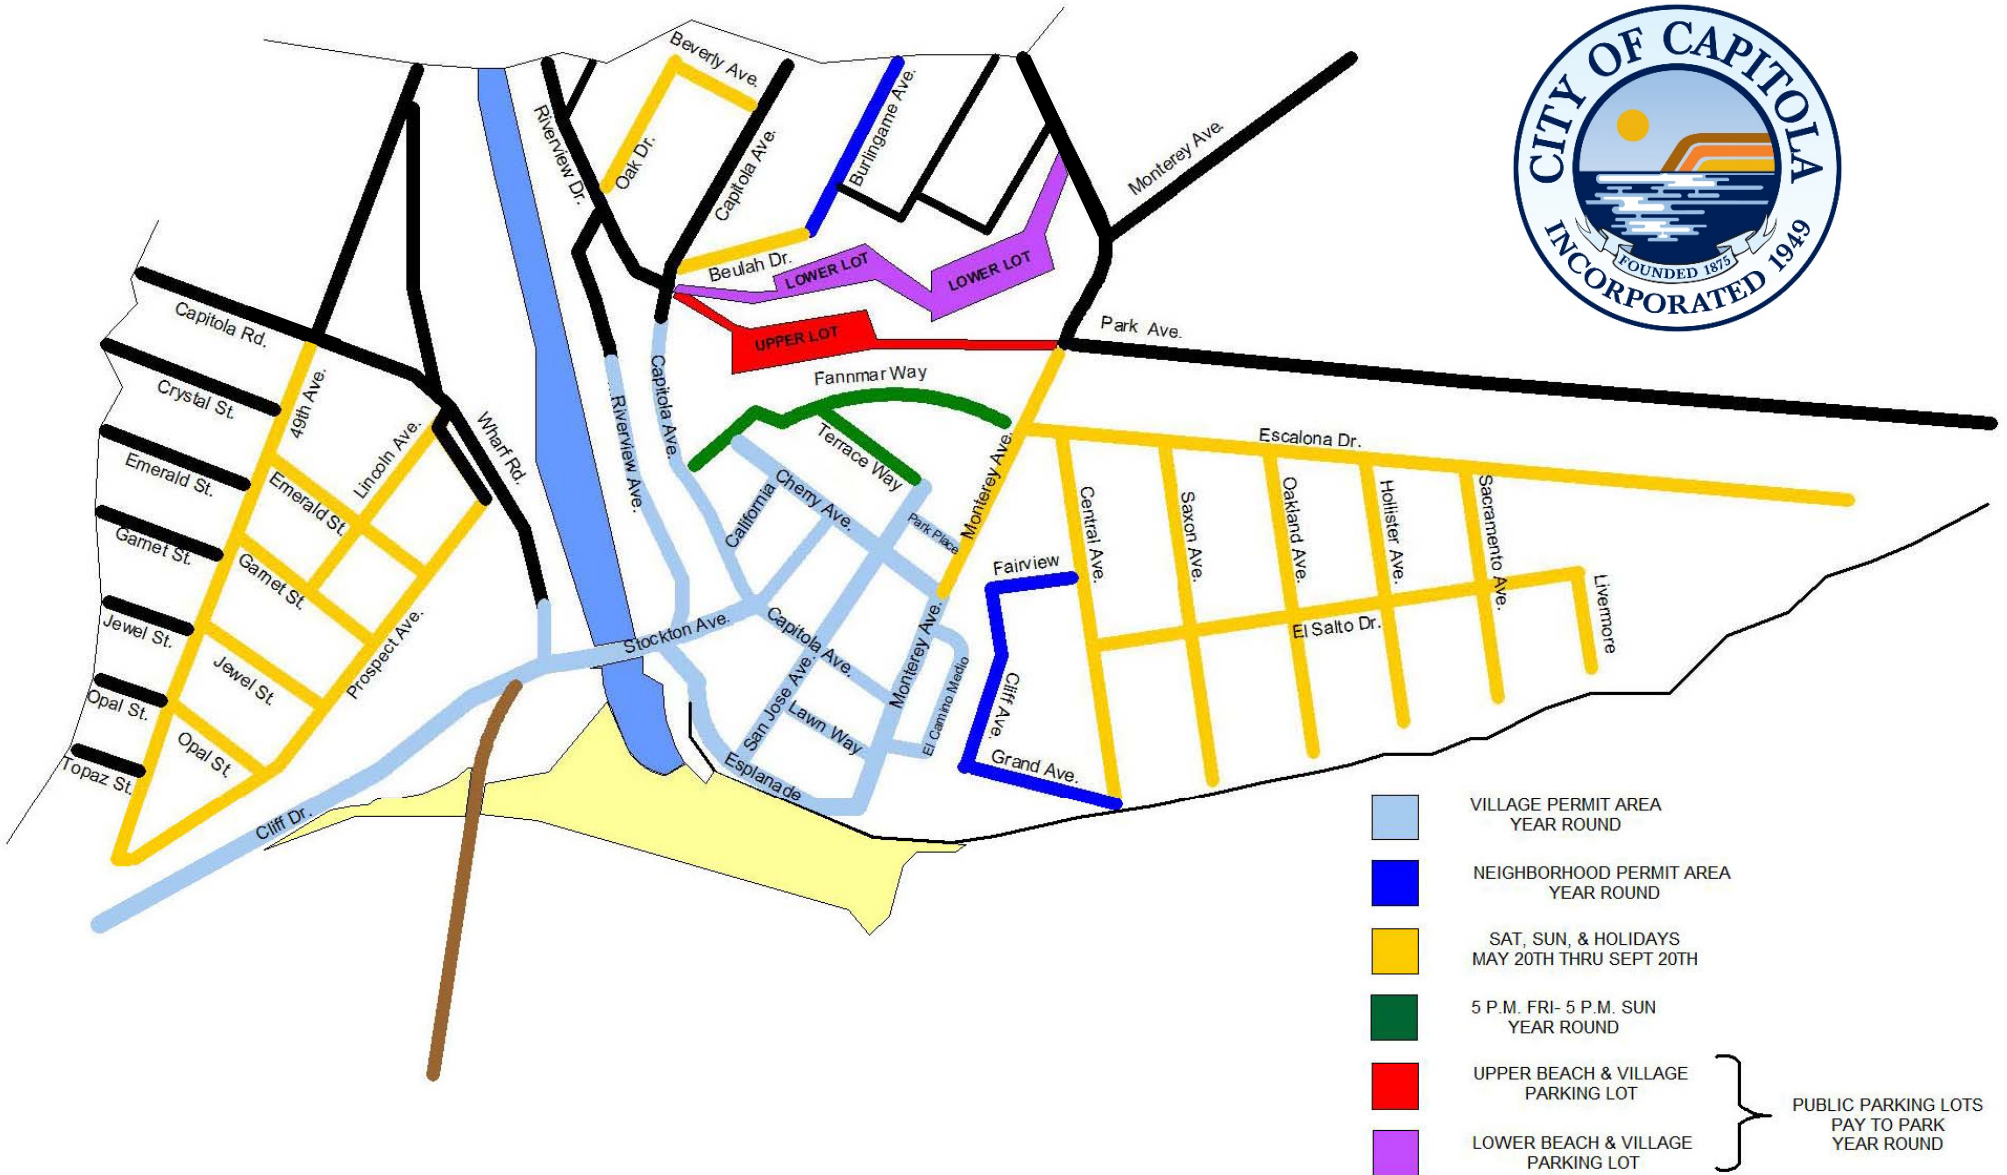 CITY OF CAPITOLA
INCORPORATED 1949
FOUNDED 1875
Beverly Ave.
Oak Dr.
Riverview Dr.
Capitola Ave.
Burlingame Ave.
Monterey Ave.
Beulah Dr.
LOWER LOT
LOWER LOT
UPPER LOT
Park Ave.
Capitola Rd.
Crystal St.
49th Ave.
Emerald St.
Garnet St.
Jewel St.
Opal St.
Topaz St.
Lincoln Ave.
Wharf Rd.
Emerald St.
Garnet St.
Jewel St.
Opal St.
Prospect Ave.
Cliff Dr.
Riverview Ave.
Capitola Ave.
Fannmar Way
Terrace Way
Cherry Ave.
California
Park Place
Monterey Ave.
Stockton Ave.
Capitola Ave.
San Jose Ave.
Lawn Way
Monterey Ave.
El Camino Medio
Esplanade
Fairview
Cliff Ave.
Grand Ave.
Escalona Dr.
Central Ave.
Saxon Ave.
Oakland Ave.
Hollister Ave.
Sacramento Ave.
El Salto Dr.
Livermore
VILLAGE PERMIT AREA
YEAR ROUND
NEIGHBORHOOD PERMIT AREA
YEAR ROUND
SAT, SUN, & HOLIDAYS
MAY 20TH THRU SEPT 20TH
5 P.M. FRI- 5 P.M. SUN
YEAR ROUND
UPPER BEACH & VILLAGE
PARKING LOT
LOWER BEACH & VILLAGE
PARKING LOT
PUBLIC PARKING LOTS
PAY TO PARK
YEAR ROUND